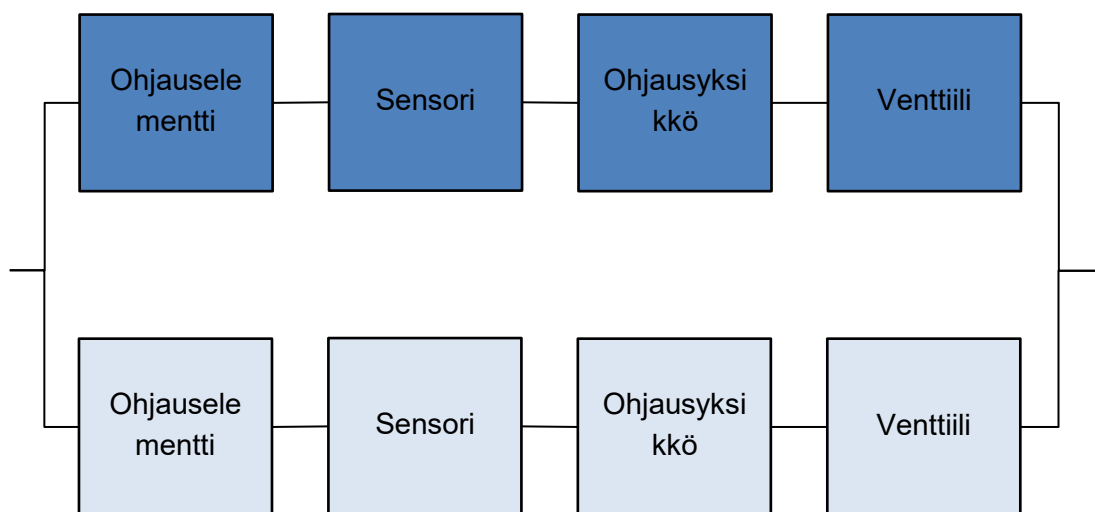 Ohjausele
mentti
Sensori
Ohjausyksi
kkö
Venttiili
Ohjausele
mentti
Sensori
Ohjausyksi
kkö
Venttiili